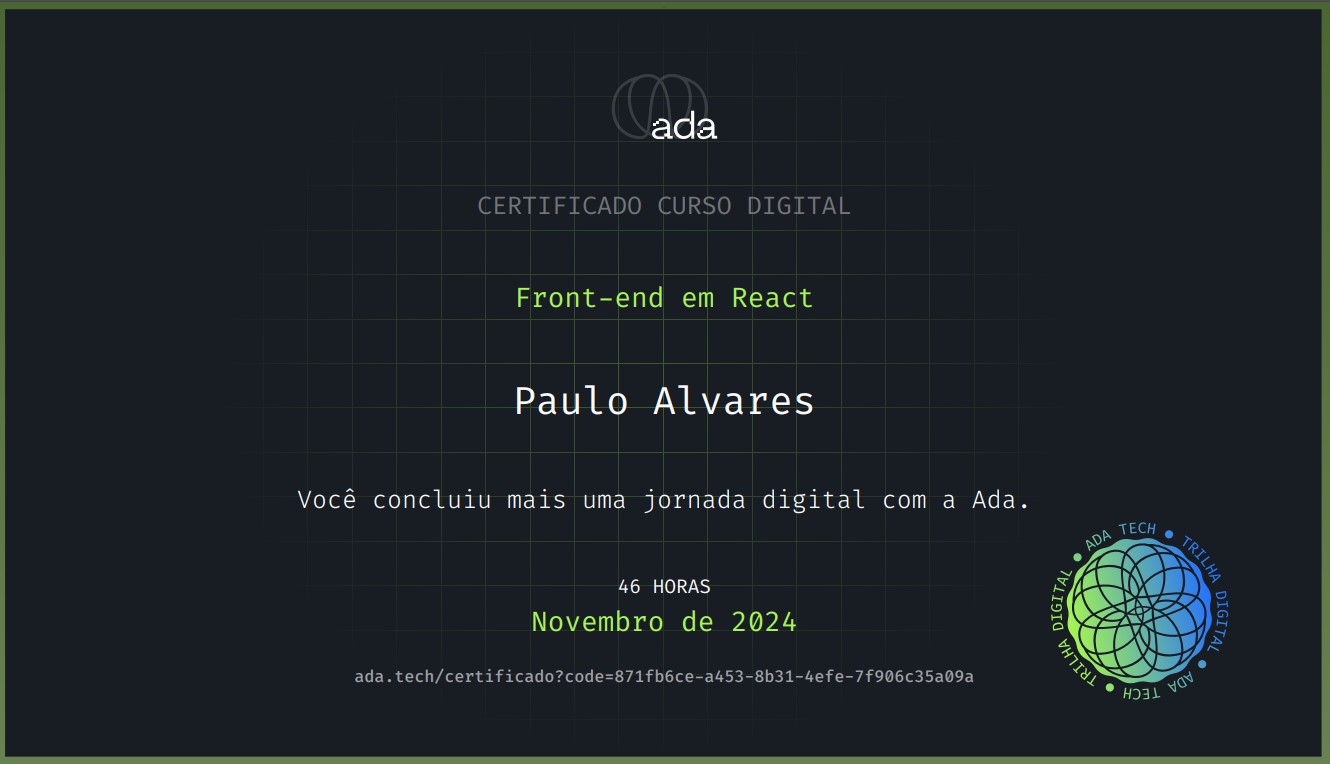 ada
CERTIFICADO CURSO DIGITAL
Front-end em React
Paulo Alvares
Você concluiu mais uma jornada digital com a Ada.
46 HORAS
Novembro de 2024
ada.tech/certificado?code=871fb6ce-a453-8b31-4efe-7f906c35a09a
ADA TECH • TRILHA DIGITAL • ADA TECH • TRILHA DIGITAL •